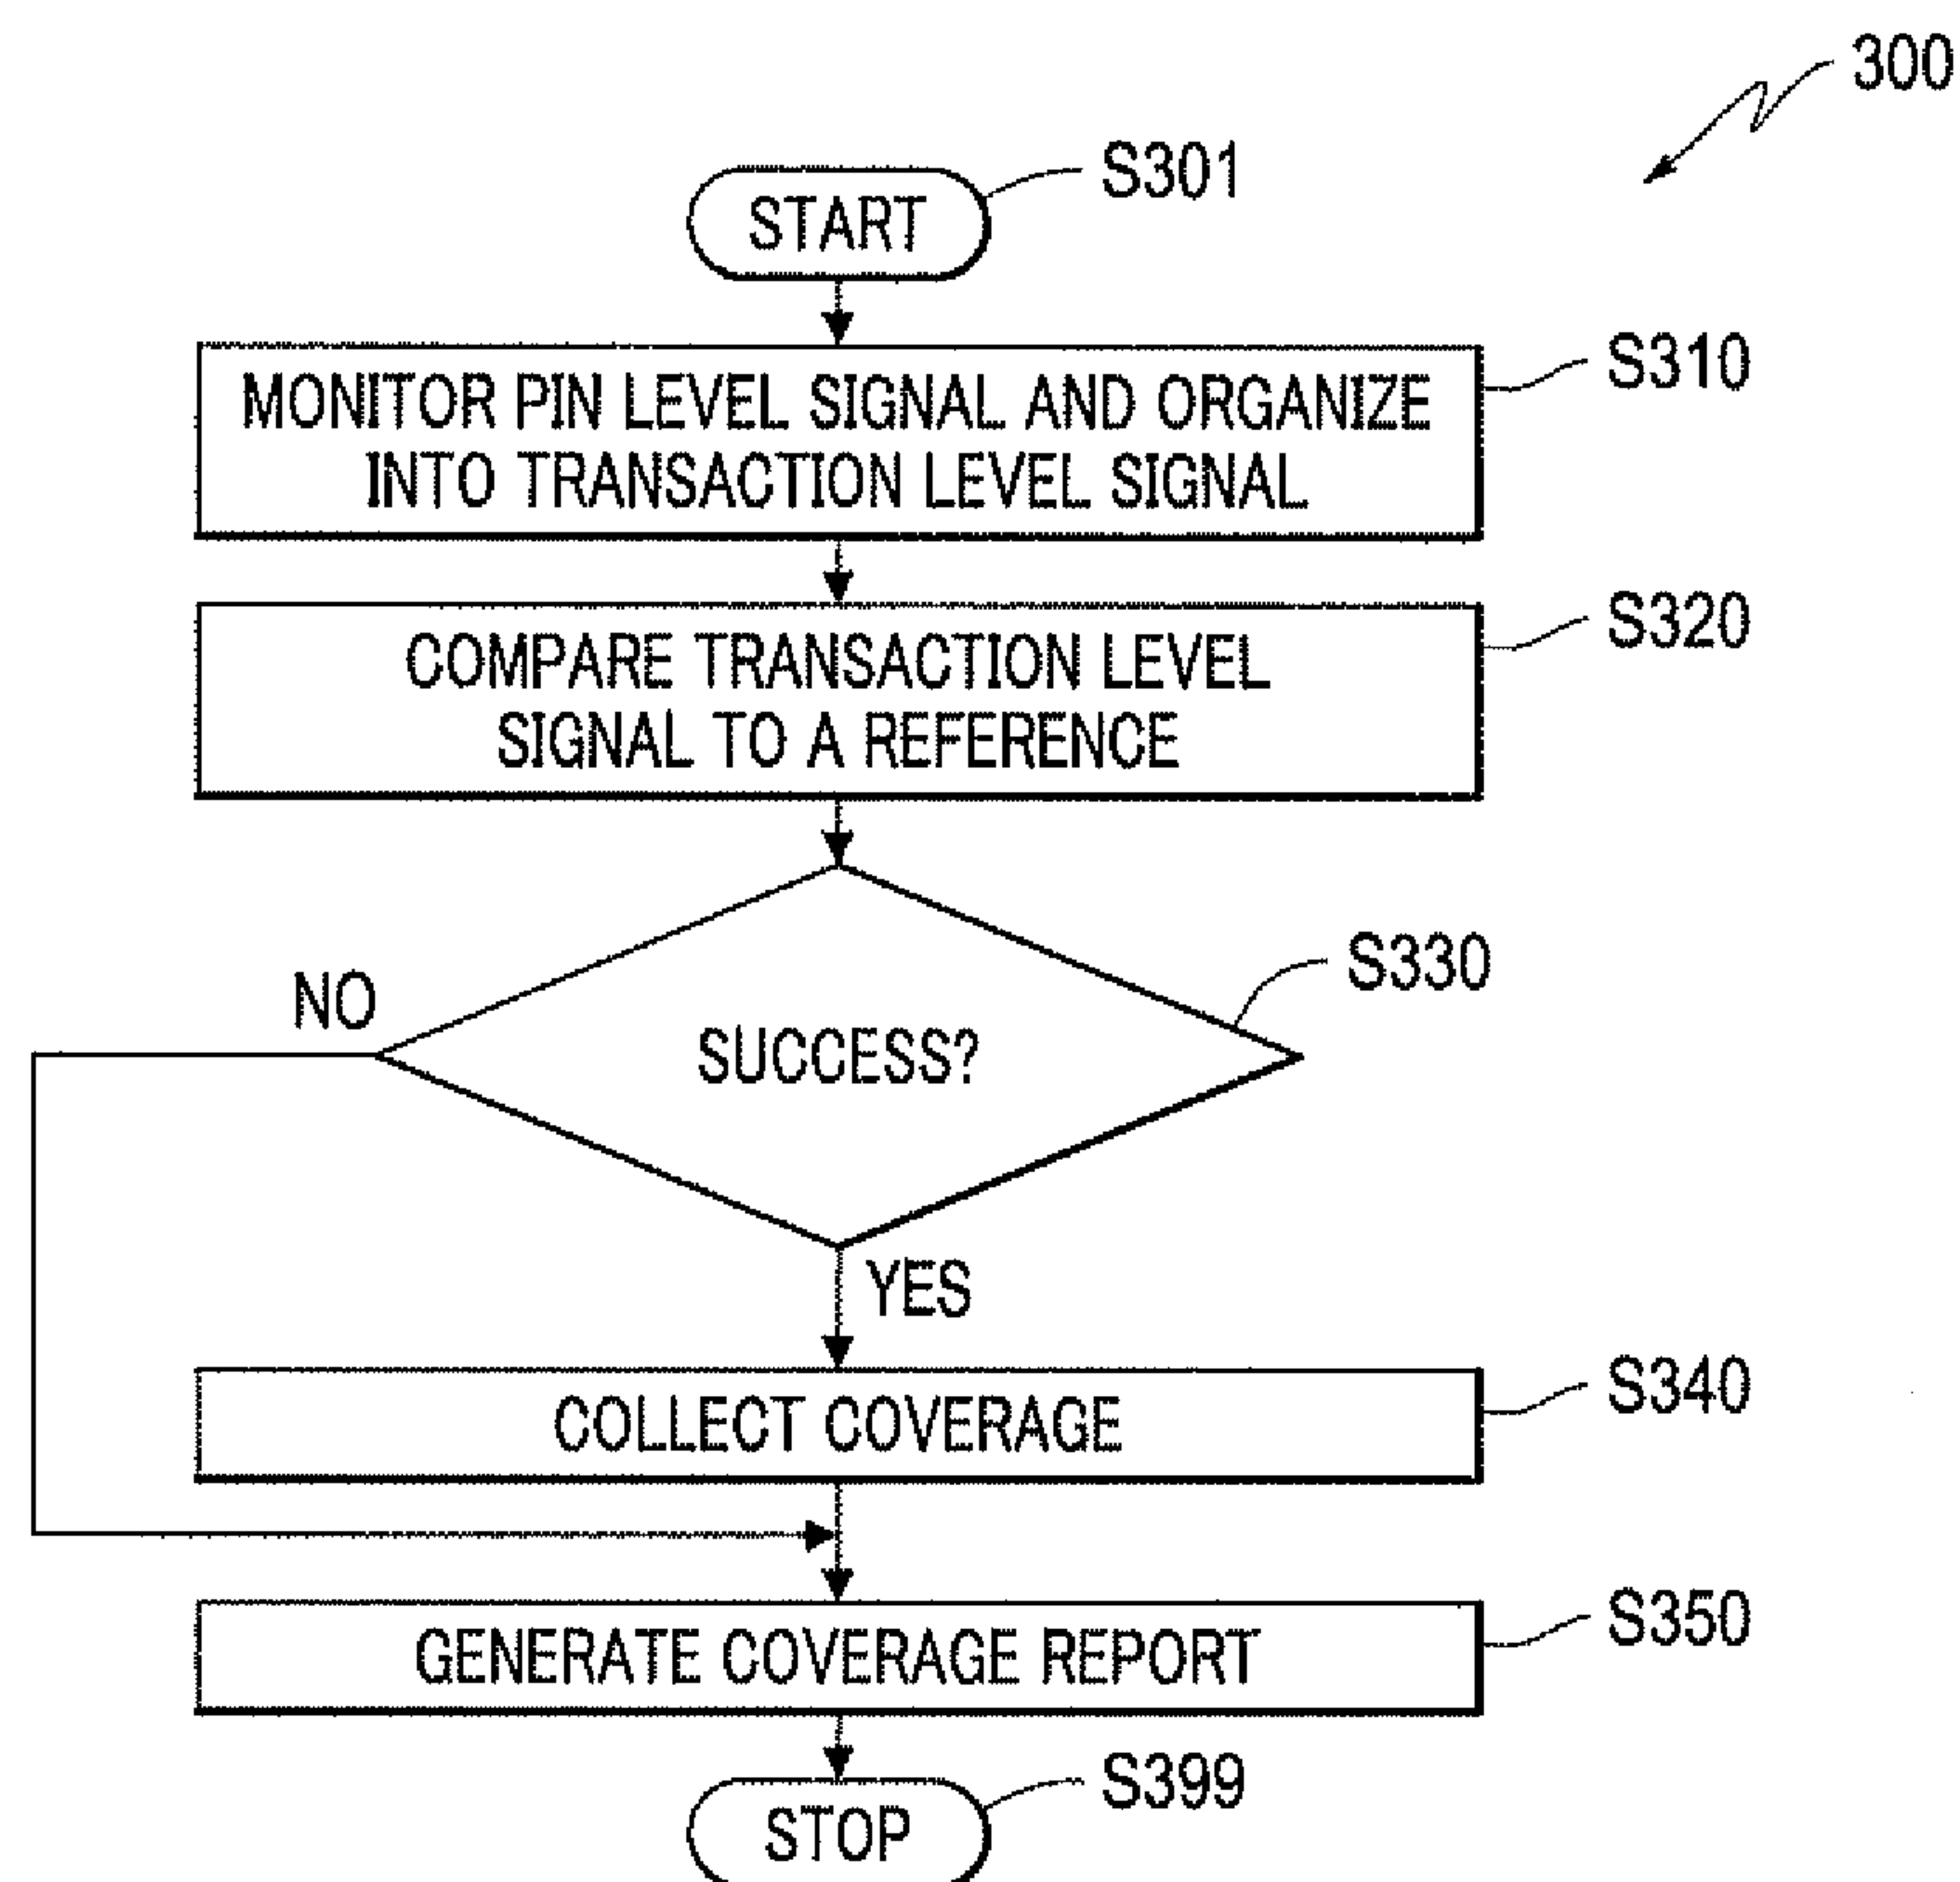 300
START
S301
MONITOR PIN LEVEL SIGNAL AND ORGANIZE
INTO TRANSACTION LEVEL SIGNAL
S310
COMPARE TRANSACTION LEVEL
SIGNAL TO A REFERENCE
S320
SUCCESS?
S330
NO
YES
COLLECT COVERAGE
S340
GENERATE COVERAGE REPORT
S350
STOP
S399